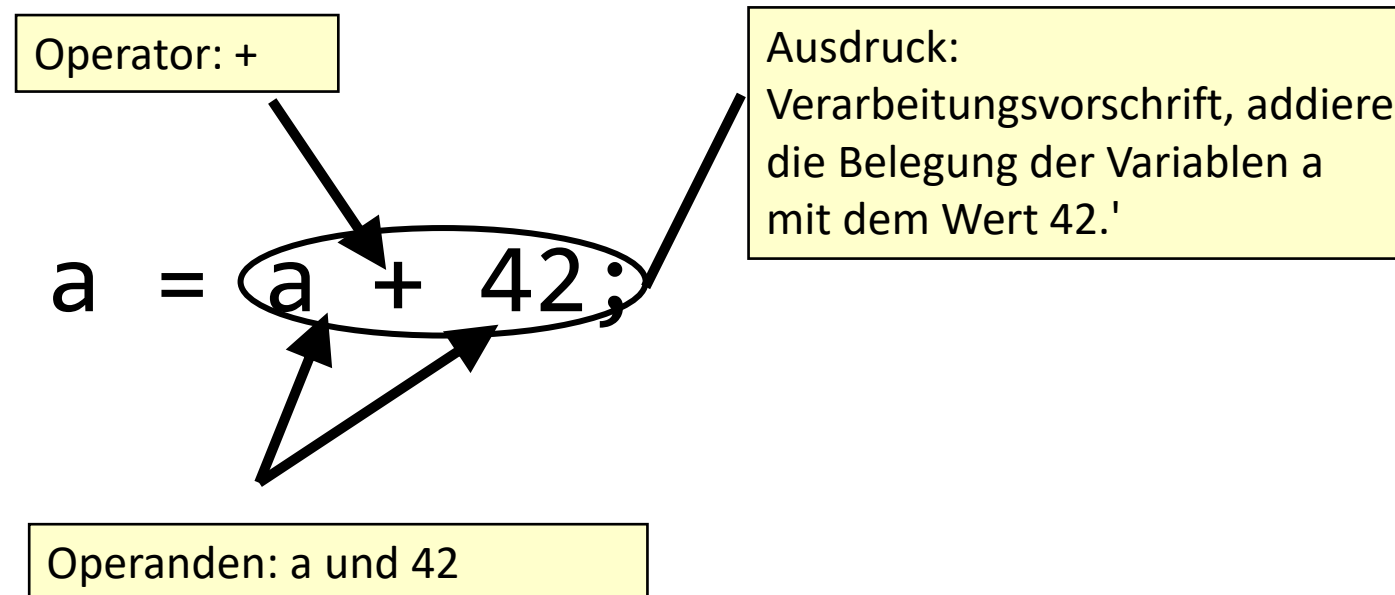 Operator: +
Ausdruck:
Verarbeitungsvorschrift, addiere
die Belegung der Variablen a
mit dem Wert 42.'
a = a + 42;
Operanden: a und 42